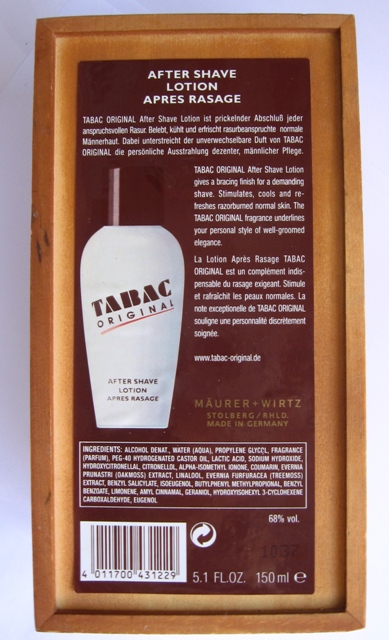 AFTER SHAVE
LOTION
APRES RASAGE
TABAC ORIGINAL After Shave Lotion ist prickelnder Abschluß jeder
anspruchsvollen Rasur. Belebt, kühlt und erfrischt rasurbeanspruchte normale
Männerhaut. Dabei unterstreicht der unverwechselbare Duft von TABAC
ORIGINAL die persönliche Ausstrahlung dezenter, männlicher Pflege.
TABAC ORIGINAL After Shave Lotion
gives a bracing finish for a demanding
shave. Stimulates, cools and re-
freshes razorburned normal skin. The
TABAC ORIGINAL fragrance underlines
your personal style of well-groomed
elegance.
La Lotion Après Rasage TABAC
ORIGINAL est un complément indis-
pensable du rasage exigeant. Stimule
et rafraîchit les peaux normales. La
note exceptionelle de TABAC ORIGINAL
souligne une personnalité discrètement
soignée.
www.tabac-original.de
TABAC
ORIGINAL
AFTER SHAVE
LOTION
APRÈS RASAGE
MÄURER+WIRTZ
STOLBERG/RHLD.
MADE IN GERMANY
INGREDIENTS: ALCOHOL DENAT., WATER (AQUA), PROPYLENE GLYCOL, FRAGRANCE
(PARFUM), PEG-40 HYDROGENATED CASTOR OIL, LACTIC ACID, SODIUM HYDROXIDE,
HYDROXYCITRONELLAL, CITRONELLOL, ALPHA-ISOMETHYL IONONE, COUMARIN, EVERNIA
PRUNASTRI (OAKMOSS) EXTRACT, LINALOOL, EVERNIA FURFURACEA (TREEMOSS)
EXTRACT, BENZYL SALICYLATE, ISOEUGENOL, BUTYLPHENYL METHYLPROPIONAL, BENZYL
BENZOATE, LIMONENE, AMYL CINNAMAL, GERANIOL, HYDROXYISOHEXYL 3-CYCLOHEXENE
CARBOXALDEHYDE, EUGENOL
68% vol.
4 011700 431229
5.1 FL.OZ. 150 ml e